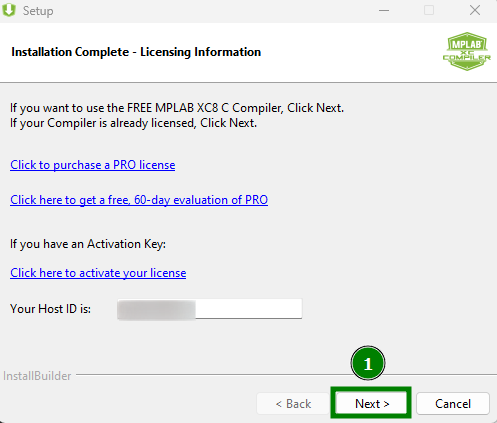 Setup
Installation Complete - Licensing Information
MPLAB
XC
COMPILER
If you want to use the FREE MPLAB XC8 C Compiler, Click Next.
If your Compiler is already licensed, Click Next.
Click to purchase a PRO license
Click here to get a free, 60-day evaluation of PRO
If you have an Activation Key:
Click here to activate your license
Your Host ID is:
InstallBuilder
1
< Back
Next >
Cancel